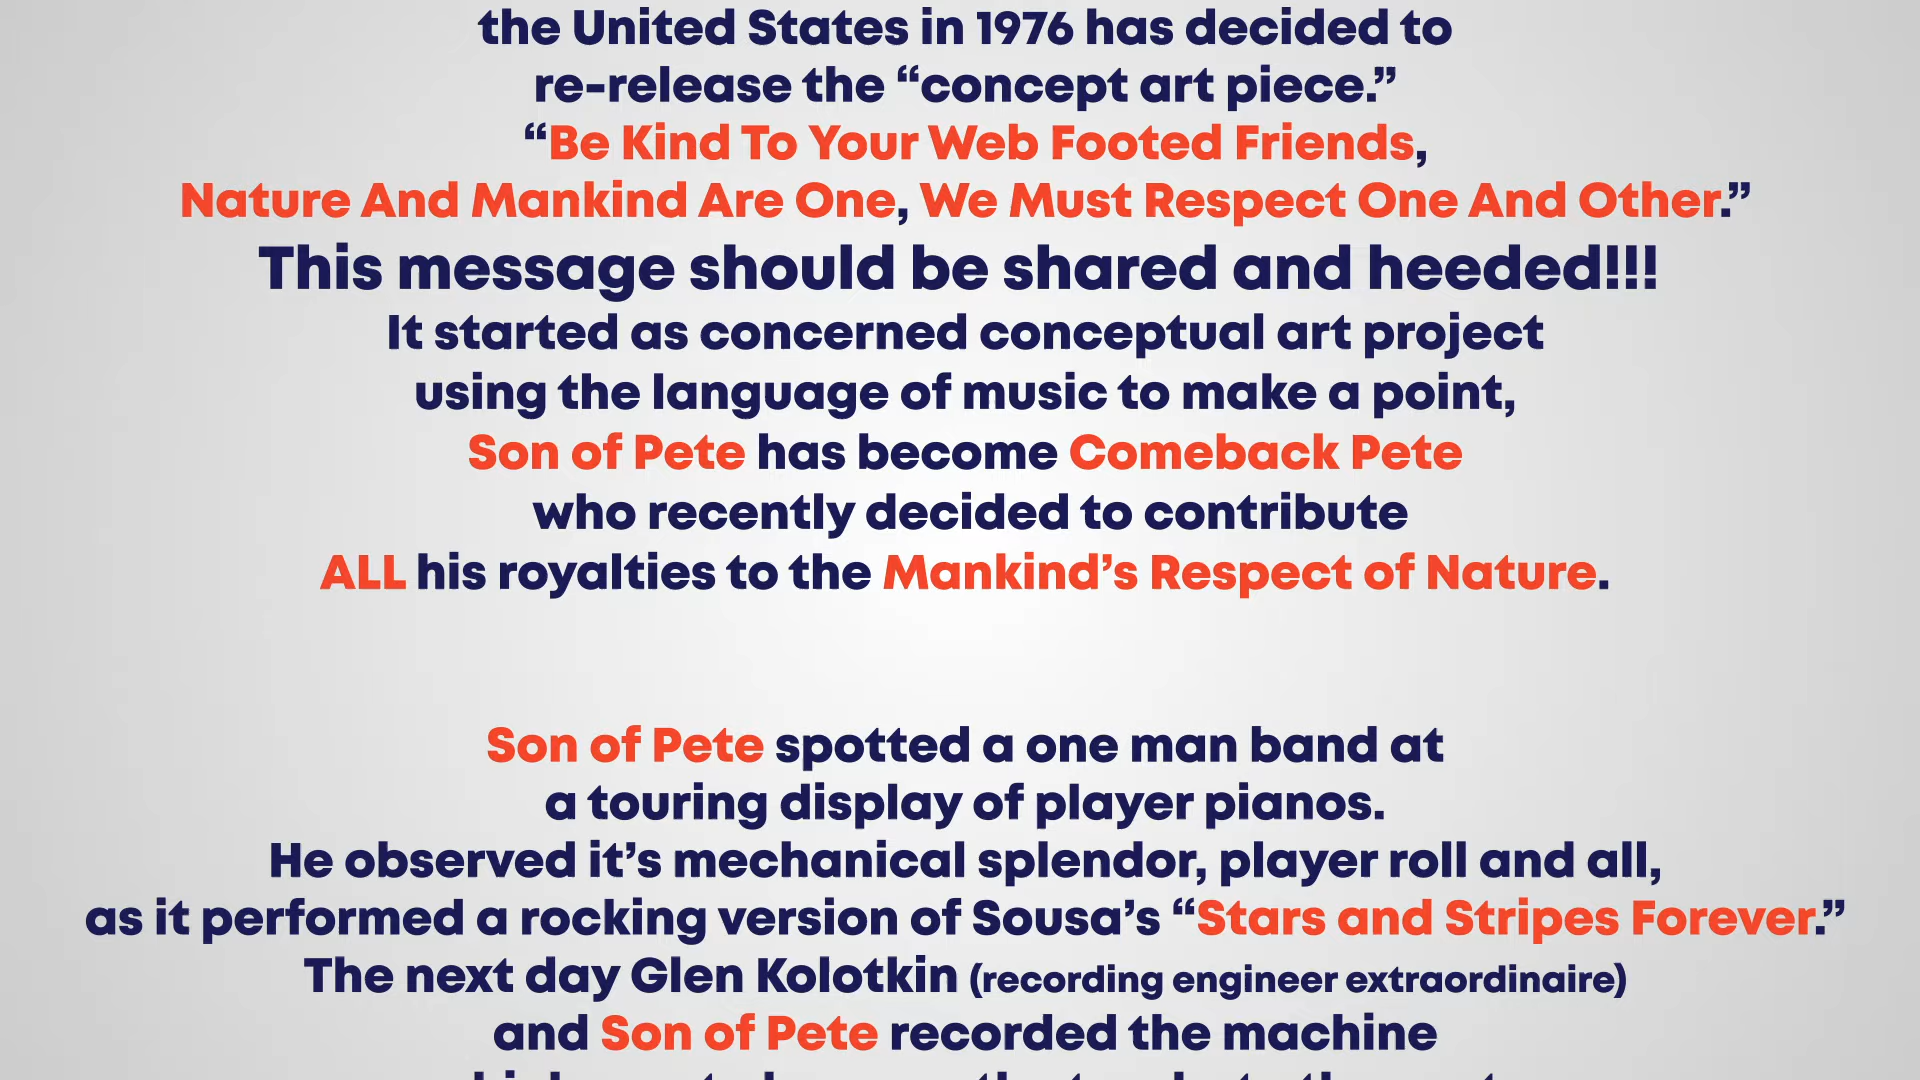 the United States in 1976 has decided to
re-release the “concept art piece.”
“Be Kind To Your Web Footed Friends,
Nature And Mankind Are One, We Must Respect One And Other.”
This message should be shared and heeded!!!
It started as concerned conceptual art project
using the language of music to make a point,
Son of Pete has become Comeback Pete
who recently decided to contribute
ALL his royalties to the Mankind’s Respect of Nature.
Son of Pete spotted a one man band at
a touring display of player pianos.
He observed it’s mechanical splendor, player roll and all,
as it performed a rocking version of Sousa’s “Stars and Stripes Forever.”
The next day Glen Kolotkin (recording engineer extraordinaire)
and Son of Pete recorded the machine